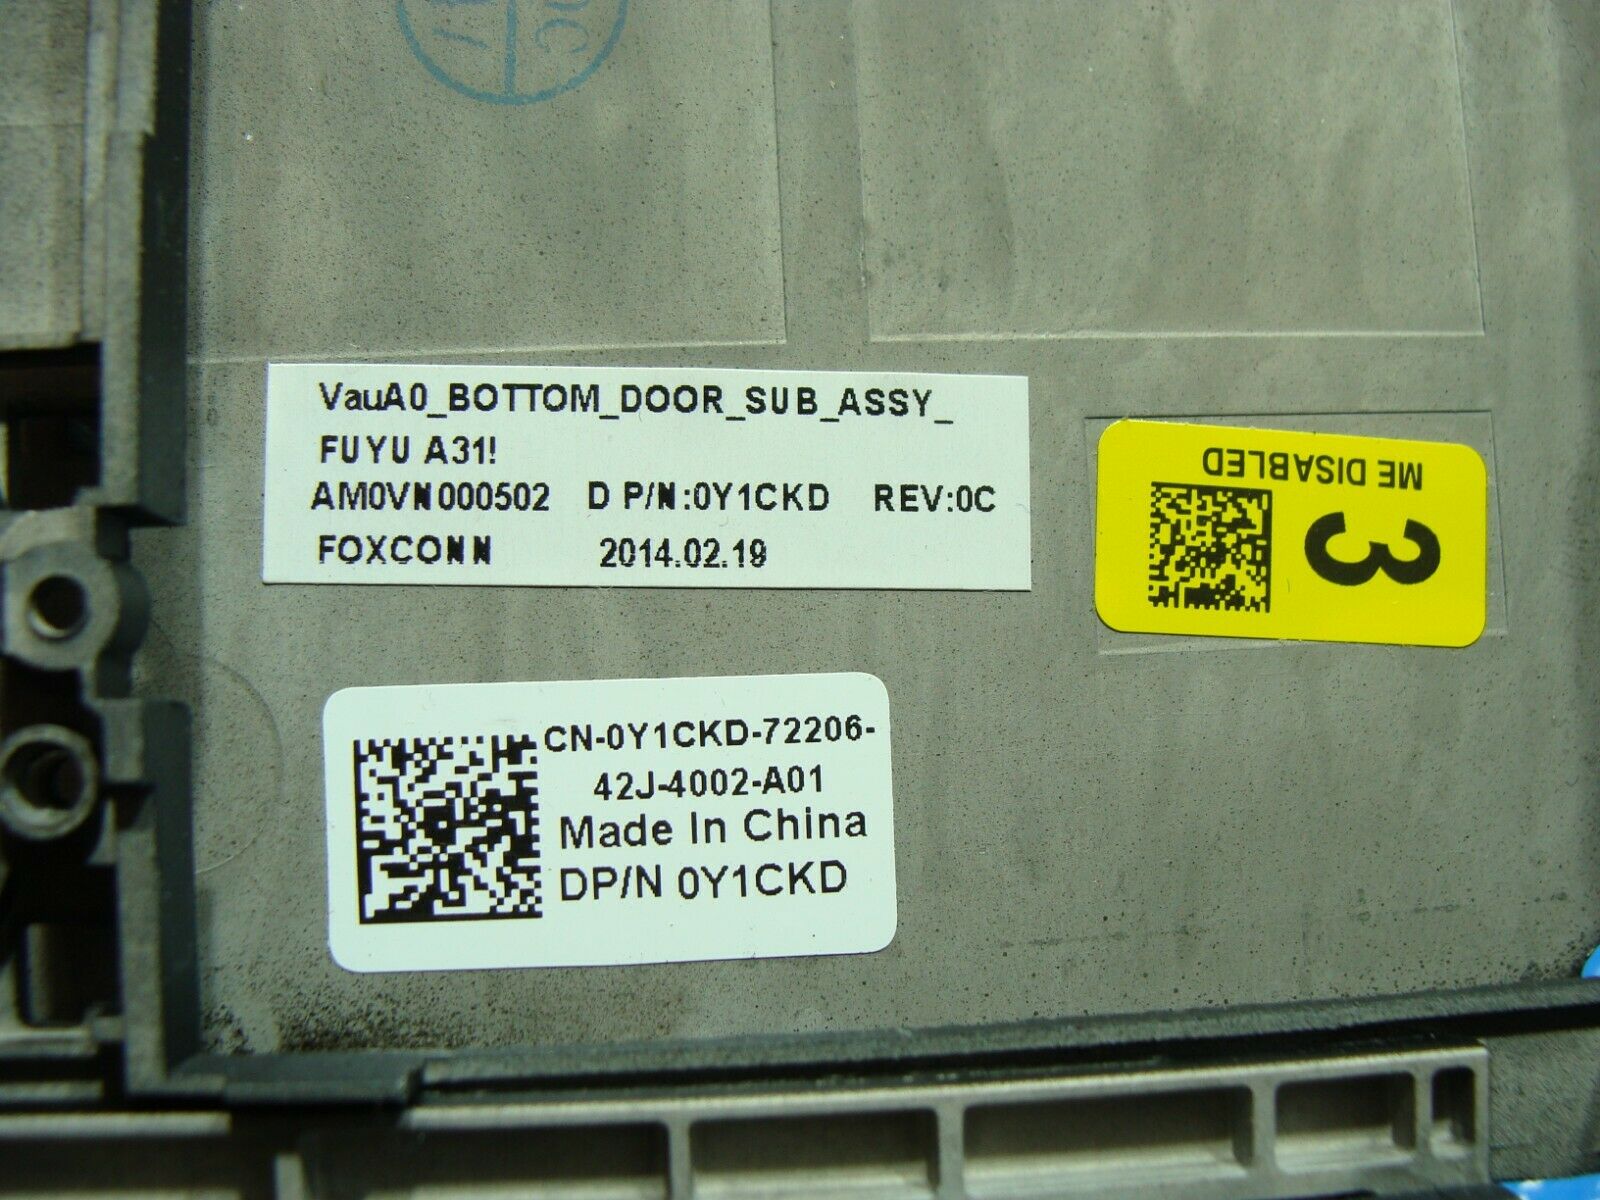 VauA0_BOTTOM_DOOR_SUB_ASSY_
FUYU A31!
AM0VN000502 D P/N:0Y1CKD REV:0C
FOXCONN 2014.02.19
ME DISABLED
3
CN-0Y1CKD-72206-
42J-4002-A01
Made In China
DP/N 0Y1CKD